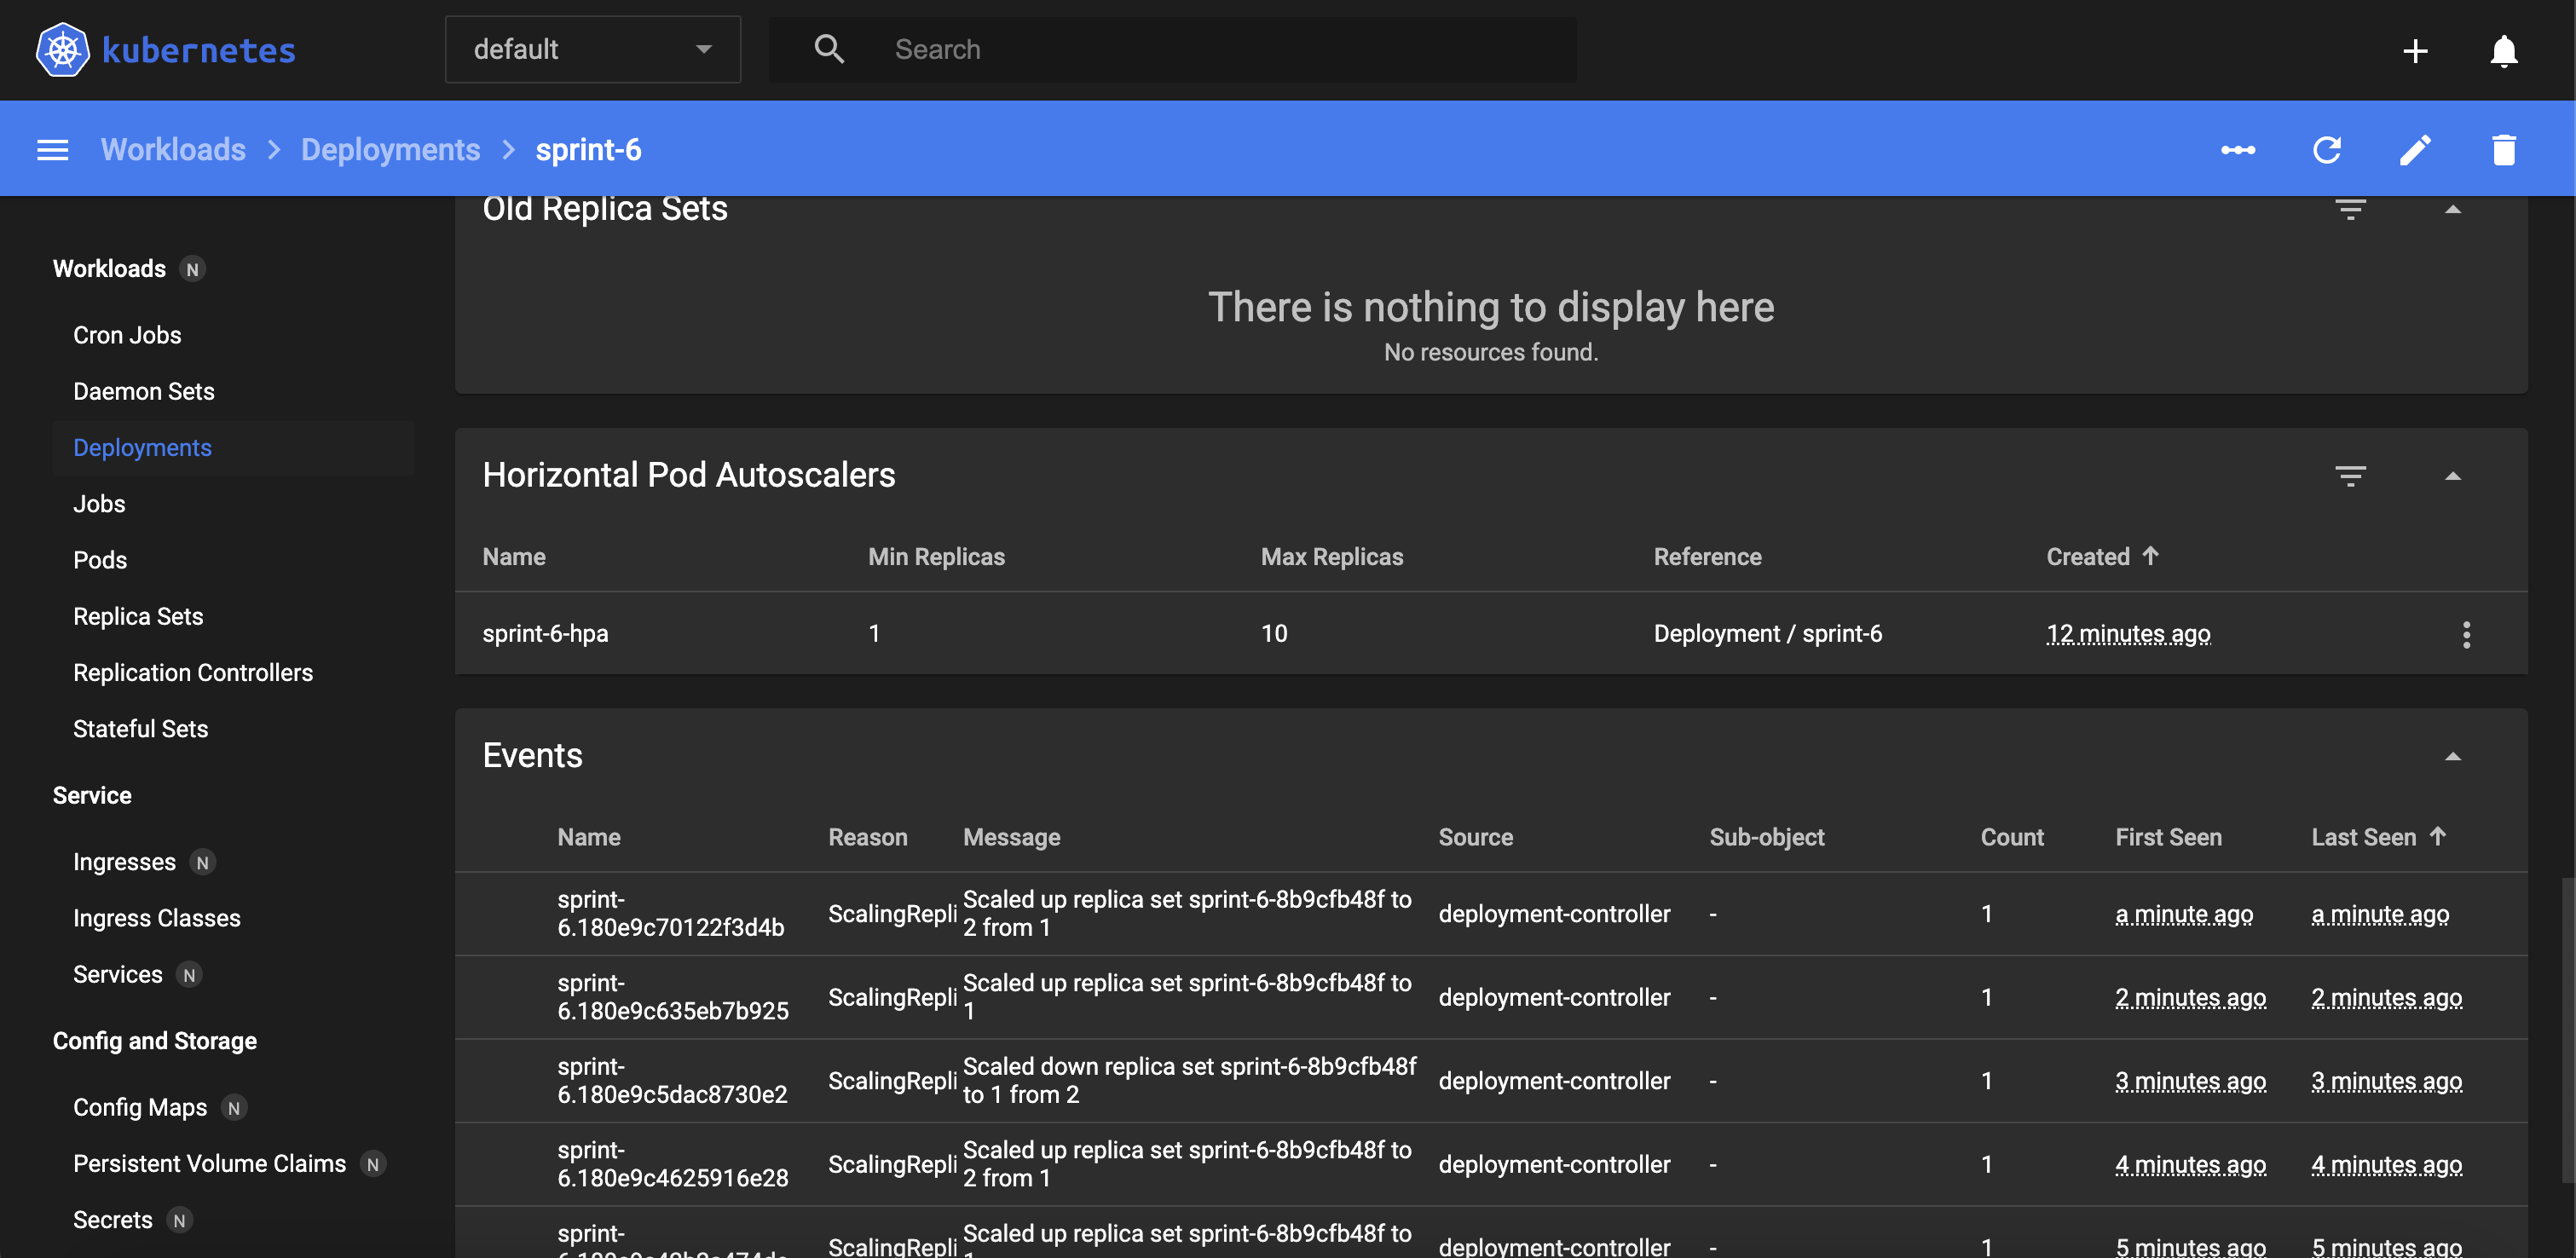 kubernetes
default
Search
Workloads
Deployments
sprint-6
Old Replica Sets
There is nothing to display here
No resources found.
Workloads N
Cron Jobs
Daemon Sets
Deployments
Jobs
Pods
Replica Sets
Replication Controllers
Stateful Sets
Service
Ingresses N
Ingress Classes
Services N
Config and Storage
Config Maps N
Persistent Volume Claims N
Secrets N
Horizontal Pod Autoscalers
Name Min Replicas Max Replicas Reference Created
sprint-6-hpa 1 10 Deployment / sprint-6 12 minutes ago
Events
Name Reason Message Source Sub-object Count First Seen Last Seen
sprint-
6.180e9c70122f3d4b
ScalingRepli
Scaled up replica set sprint-6-8b9cfb48f to
2 from 1
deployment-controller - 1 a minute ago a minute ago
sprint-
6.180e9c635eb7b925
ScalingRepli
Scaled up replica set sprint-6-8b9cfb48f to
1
deployment-controller - 1 2 minutes ago 2 minutes ago
sprint-
6.180e9c5dac8730e2
ScalingRepli
Scaled down replica set sprint-6-8b9cfb48f
to 1 from 2
deployment-controller - 1 3 minutes ago 3 minutes ago
sprint-
6.180e9c4625916e28
ScalingRepli
Scaled up replica set sprint-6-8b9cfb48f to
2 from 1
deployment-controller - 1 4 minutes ago 4 minutes ago
sprint-
ScalingRepli
Scaled up replica set sprint-6-8b9cfb48f to
deployment-controller - 1 5 minutes ago 5 minutes ago